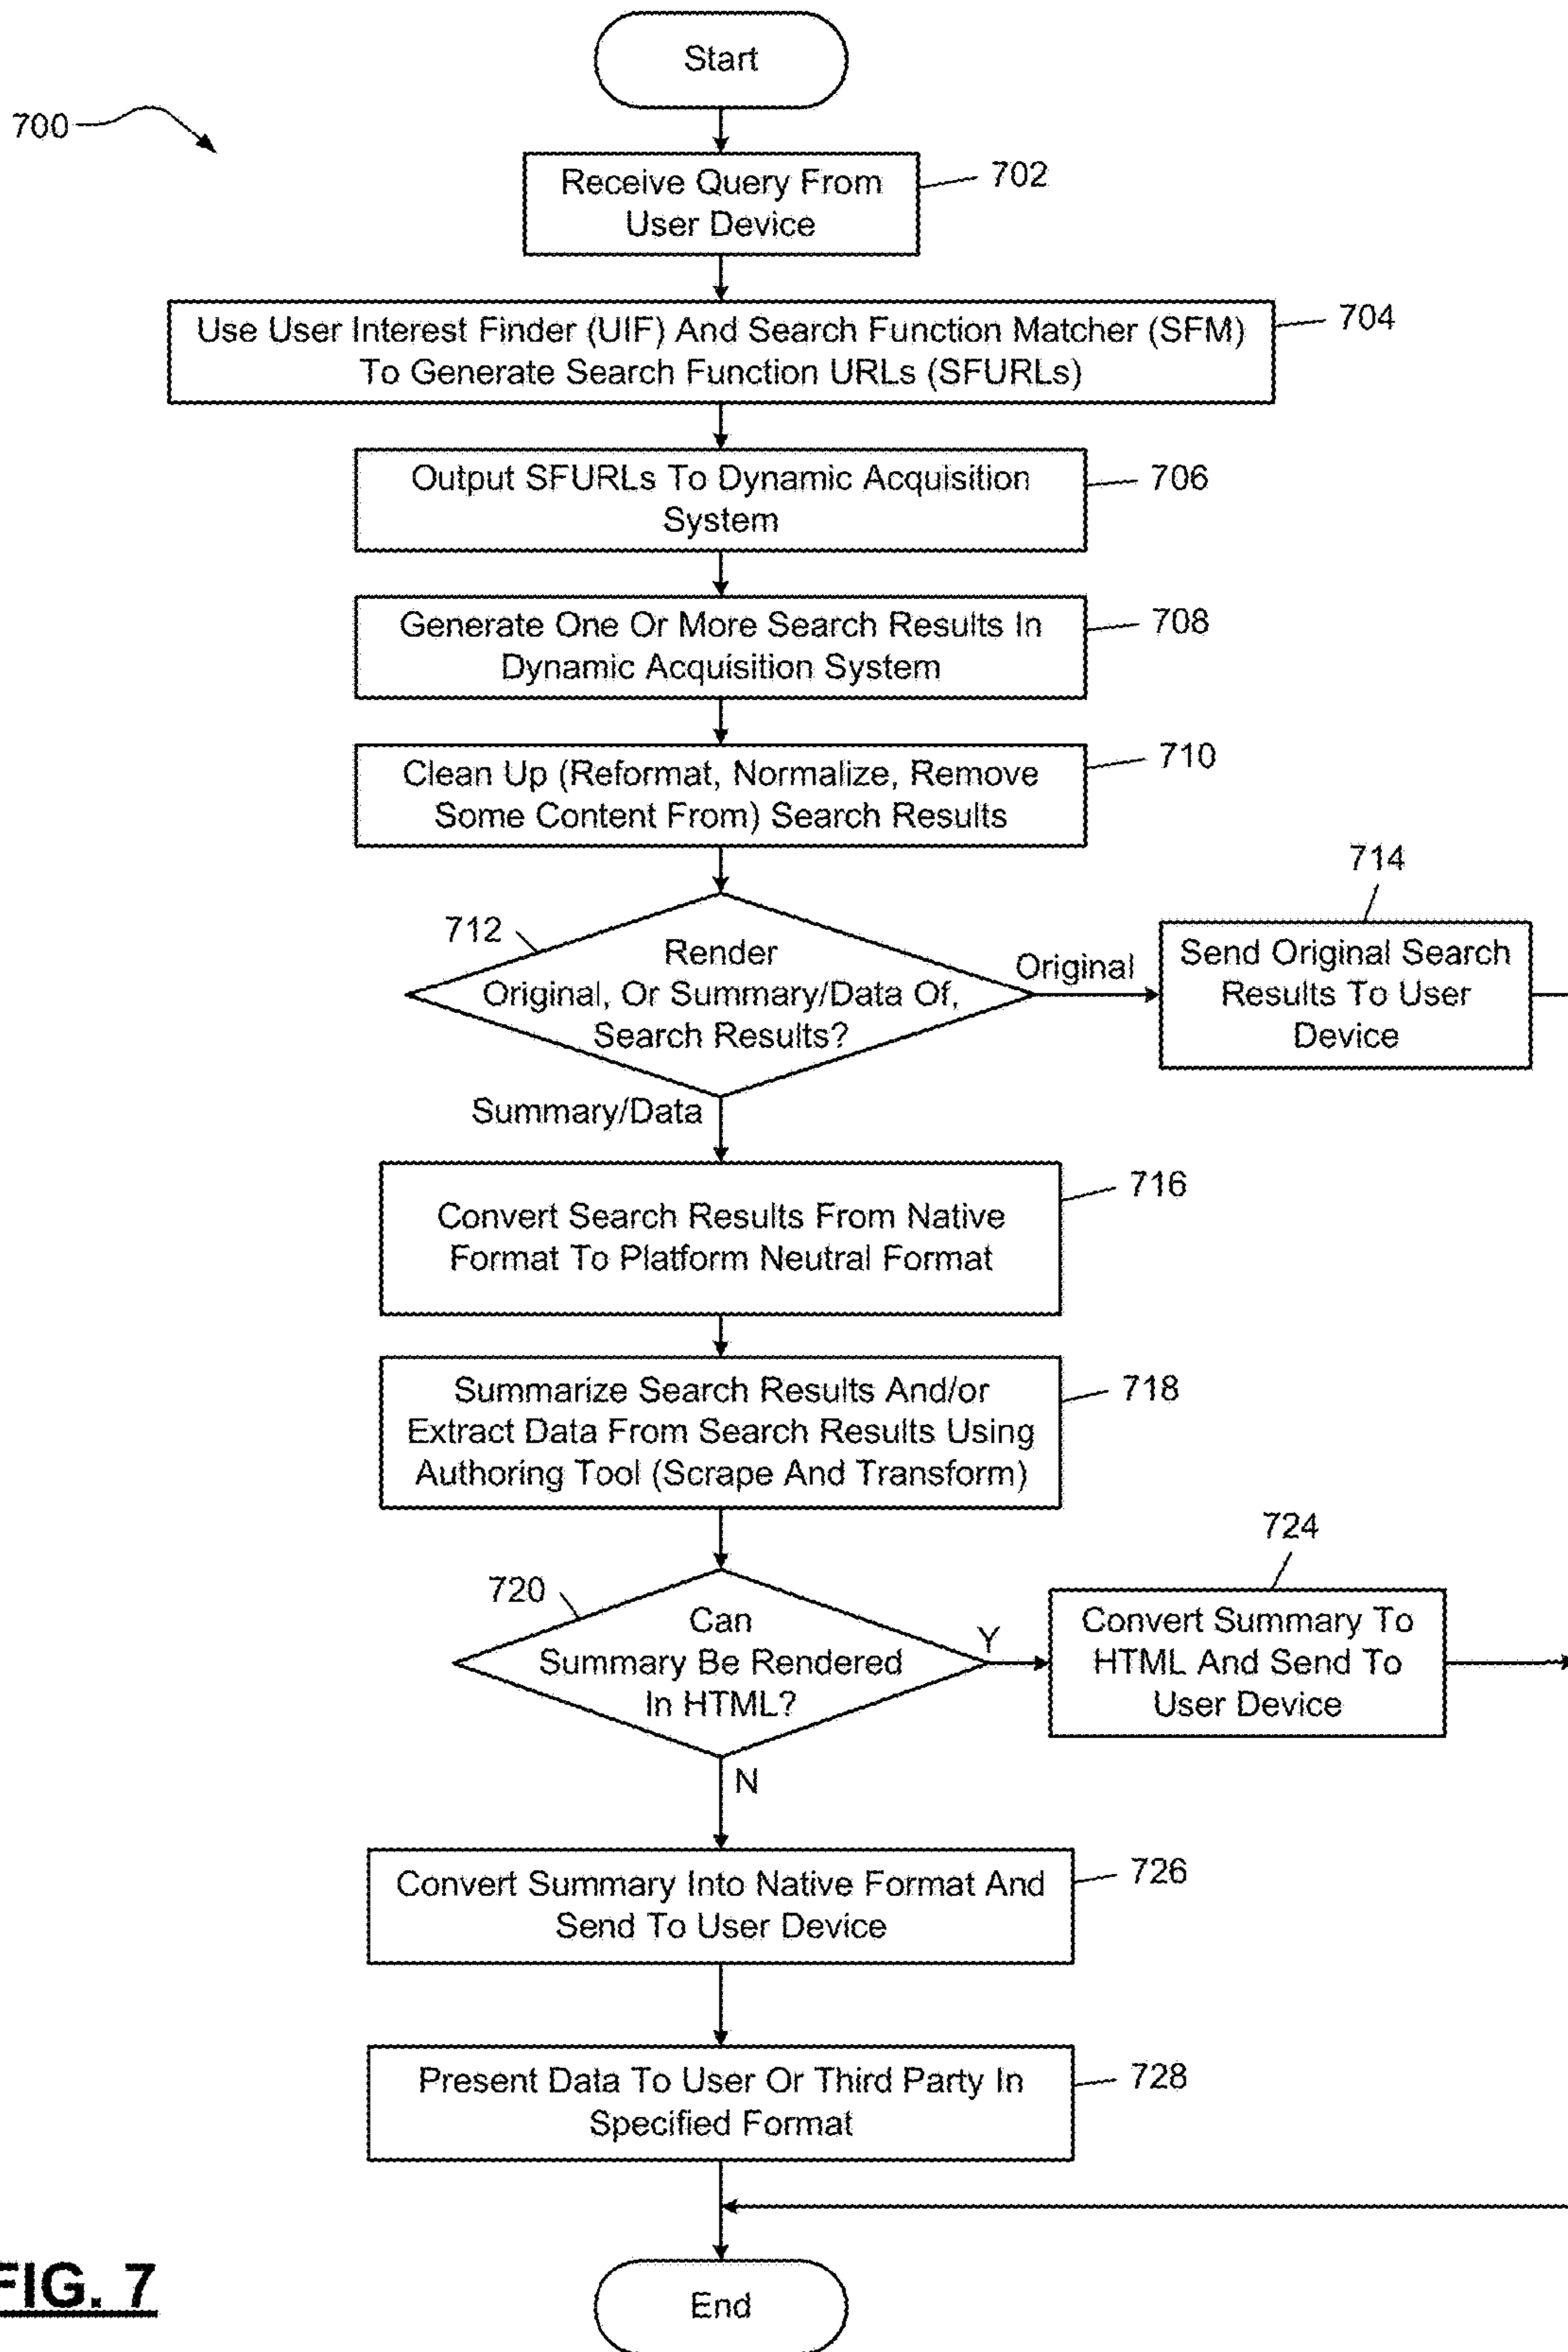 Start
700
Receive Query From
User Device
702
Use User Interest Finder (UIF) And Search Function Matcher (SFM)
To Generate Search Function URLs (SFURLs)
704
Output SFURLs To Dynamic Acquisition
System
706
Generate One Or More Search Results In
Dynamic Acquisition System
708
Clean Up (Reformat, Normalize, Remove
Some Content From) Search Results
710
712
Render
Original, Or Summary/Data Of,
Search Results?
Original
714
Send Original Search
Results To User
Device
Summary/Data
Convert Search Results From Native
Format To Platform Neutral Format
716
Summarize Search Results And/or
Extract Data From Search Results Using
Authoring Tool (Scrape And Transform)
718
720
Can
Summary Be Rendered
In HTML?
Y
724
Convert Summary To
HTML And Send To
User Device
N
Convert Summary Into Native Format And
Send To User Device
726
Present Data To User Or Third Party In
Specified Format
728
End
FIG. 7